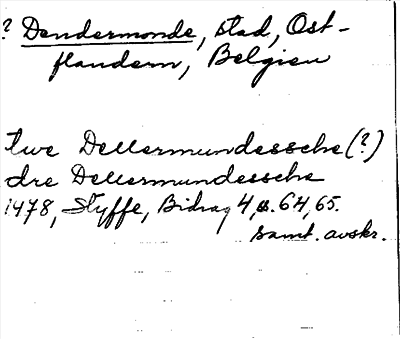 ? Dendermonde, stad, Ost-
flandern, Belgien
twe Dellermundessche (?)
dre Dellermundessche
1478, Styffe, Bidrag 4, s. 64, 65.
samt. avskr.